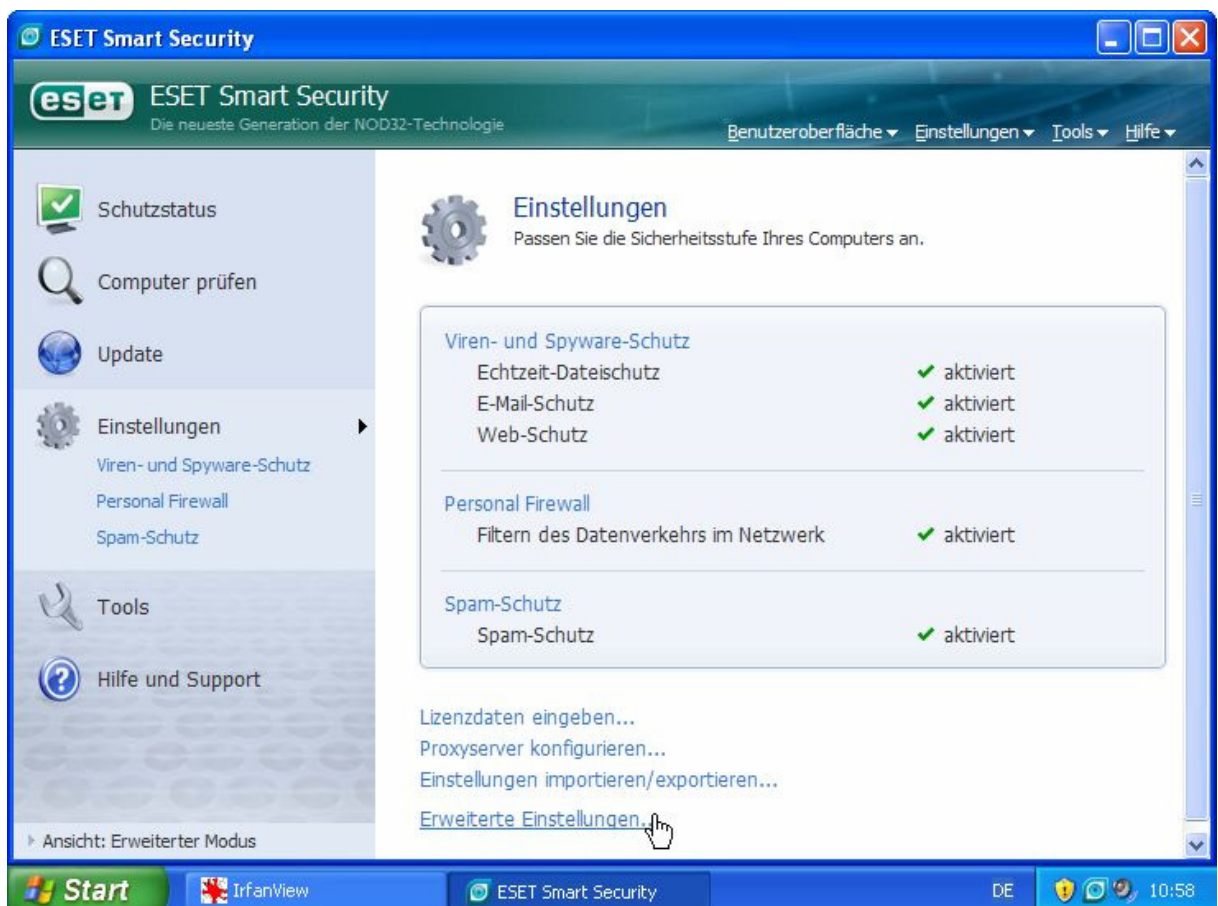 ESET Smart Security
eset ESET Smart Security
Die neueste Generation der NOD32-Technologie
Benutzeroberfläche Einstellungen Tools Hilfe
Schutzstatus
Computer prüfen
Update
Einstellungen
Viren- und Spyware-Schutz
Personal Firewall
Spam-Schutz
Tools
Hilfe und Support
Ansicht: Erweiterter Modus
Einstellungen
Passen Sie die Sicherheitsstufe Ihres Computers an.
Viren- und Spyware-Schutz
Echtzeit-Dateischutz aktiviert
E-Mail-Schutz aktiviert
Web-Schutz aktiviert
Personal Firewall
Filtern des Datenverkehrs im Netzwerk aktiviert
Spam-Schutz
Spam-Schutz aktiviert
Lizenzdaten eingeben...
Proxyserver konfigurieren...
Einstellungen importieren/exportieren...
Erweiterte Einstellungen...
Start IrfanView ESET Smart Security DE 10:58